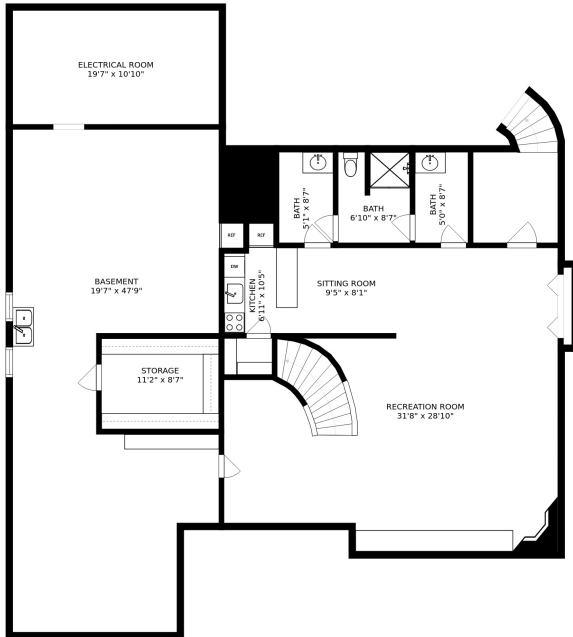 ELECTRICAL ROOM
19'7" x 10'10"
BATH
5'1" x 8'7"
BATH
6'10" x 8'7"
BATH
5'0" x 8'7"
REF
REF
DW
KITCHEN
6'11" x 10'5"
SITTING ROOM
9'5" x 8'1"
BASEMENT
19'7" x 47'9"
STORAGE
11'2" x 8'7"
RECREATION ROOM
31'8" x 28'10"